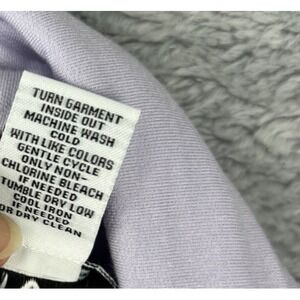 TURN GARMENT
INSIDE OUT
MACHINE WASH
COLD
WITH LIKE COLORS
GENTLE CYCLE
ONLY NON-
CHLORINE BLEACH
IF NEEDED
TUMBLE DRY LOW
COOL IRON
IF NEEDED
OR DRY CLEAN